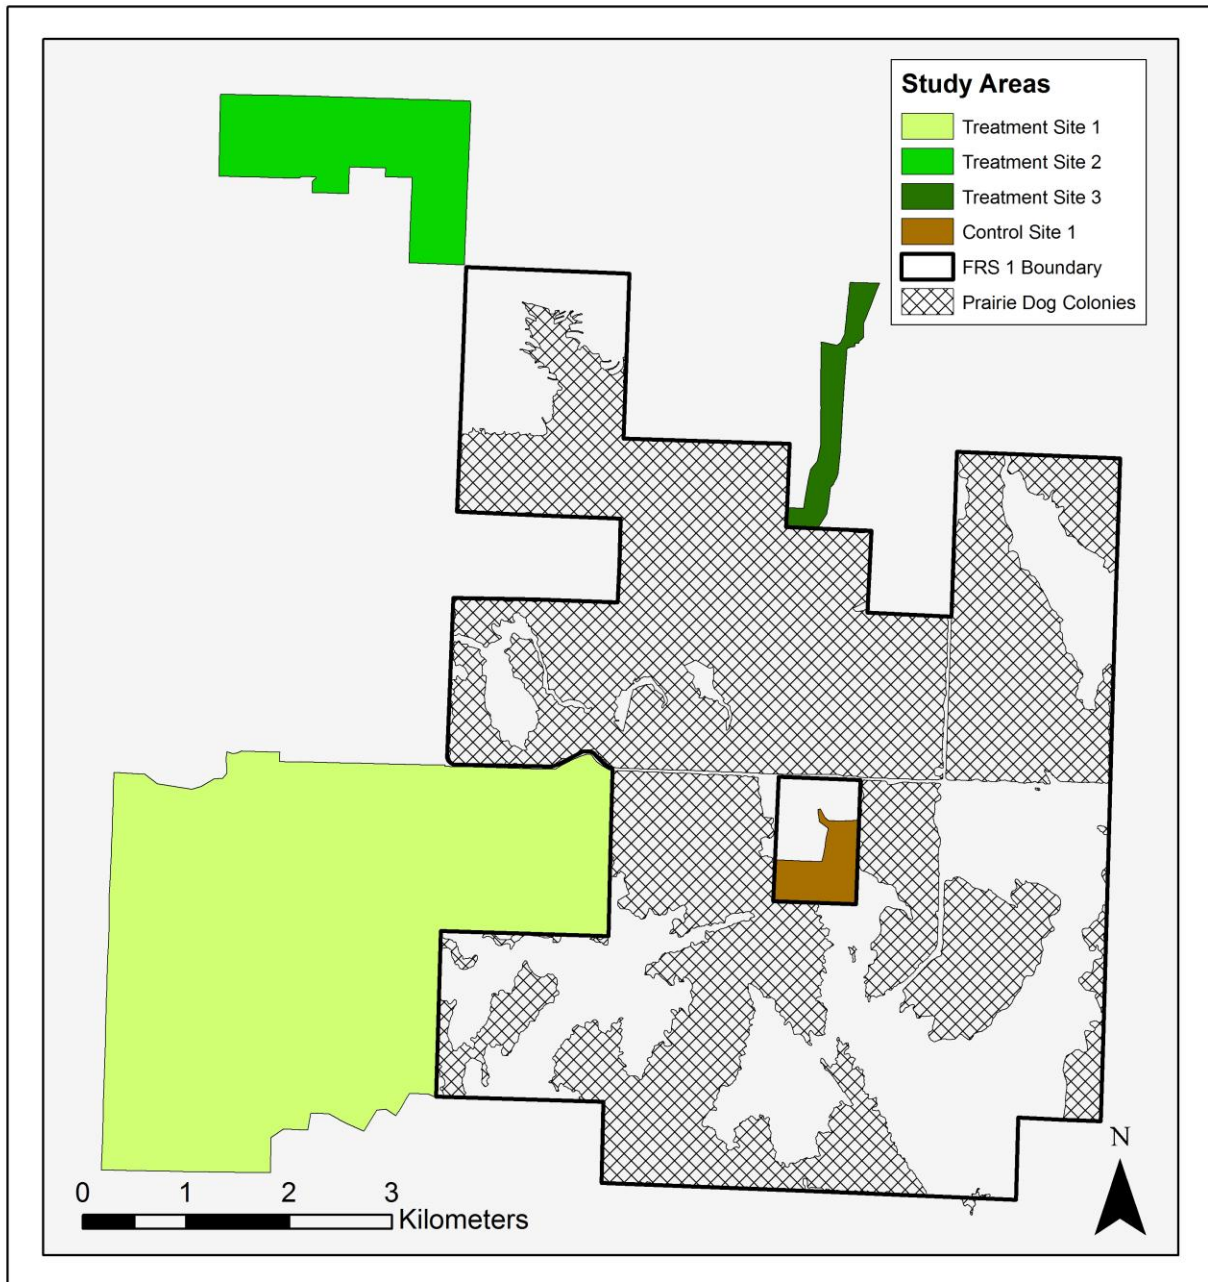 Study Areas
Treatment Site 1
Treatment Site 2
Treatment Site 3
Control Site 1
FRS 1 Boundary
Prairie Dog Colonies
N
0 1 2 3
Kilometers